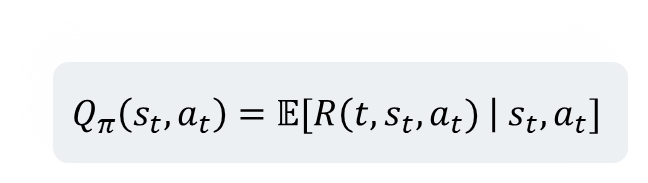 Qπ(st, at) = 𝔼[R(t, st, at) | st, at]